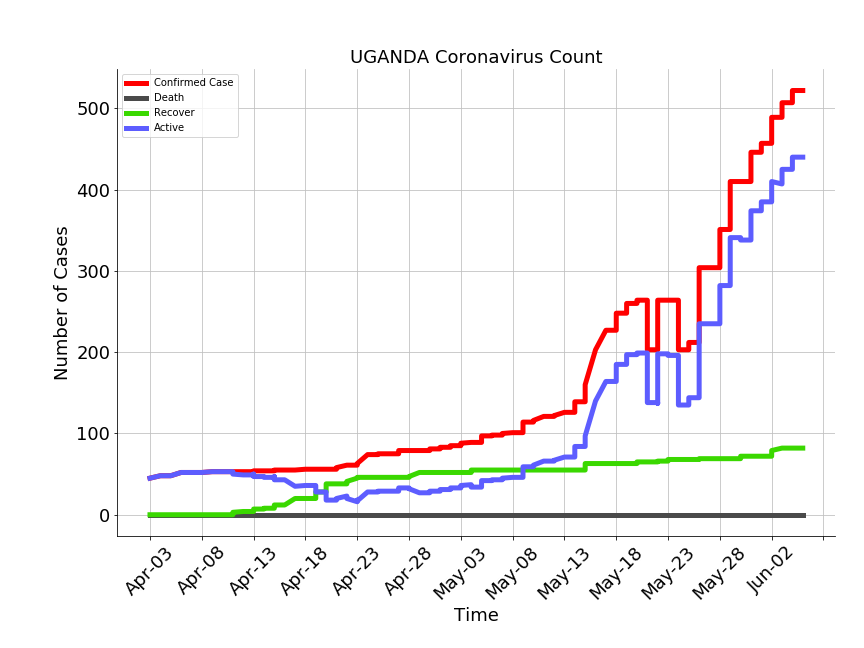 UGANDA Coronavirus Count
Confirmed Case
Death
Recover
Active
500
400
300
200
100
0
Number of Cases
Apr-03
Apr-08
Apr-13
Apr-18
Apr-23
Apr-28
May-03
May-08
May-13
May-18
May-23
May-28
Jun-02
Time